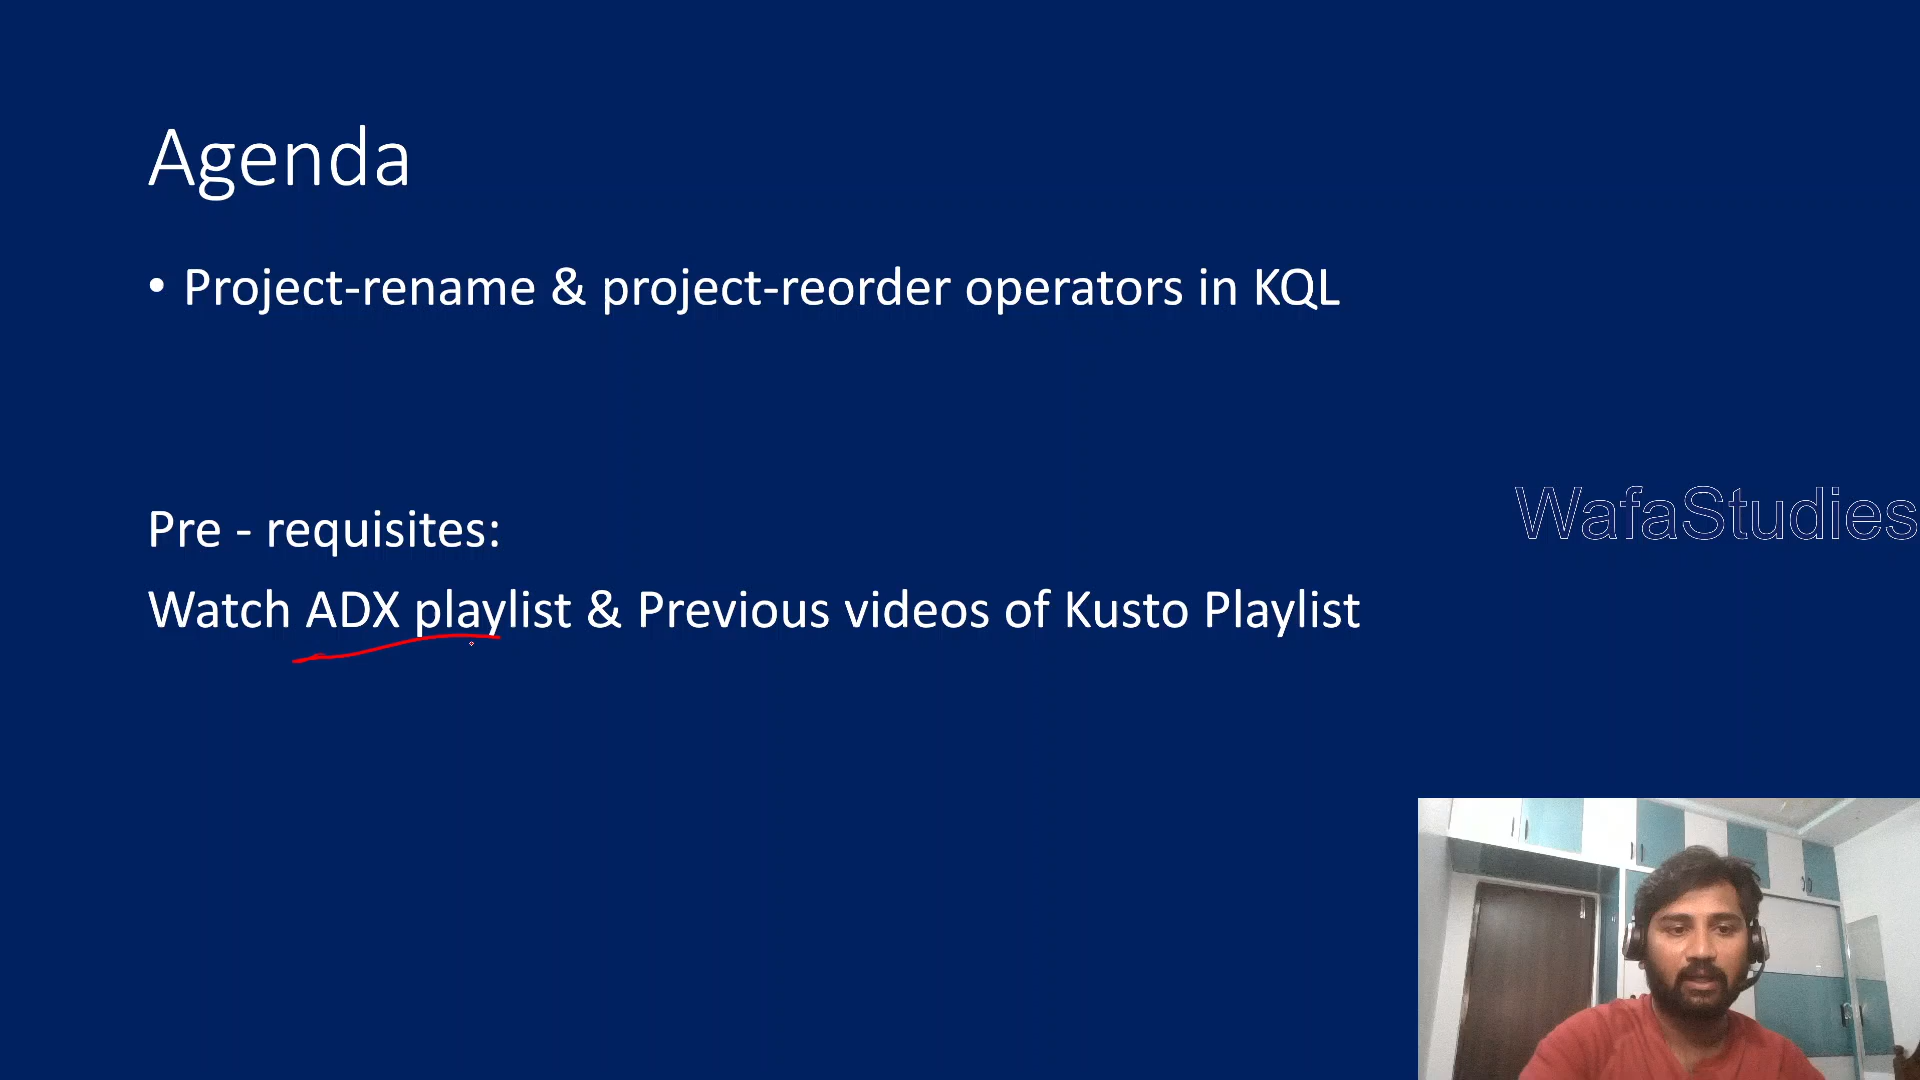 Agenda
• Project-rename & project-reorder operators in KQL
Pre - requisites:
WafaStudies
Watch ADX playlist & Previous videos of Kusto Playlist